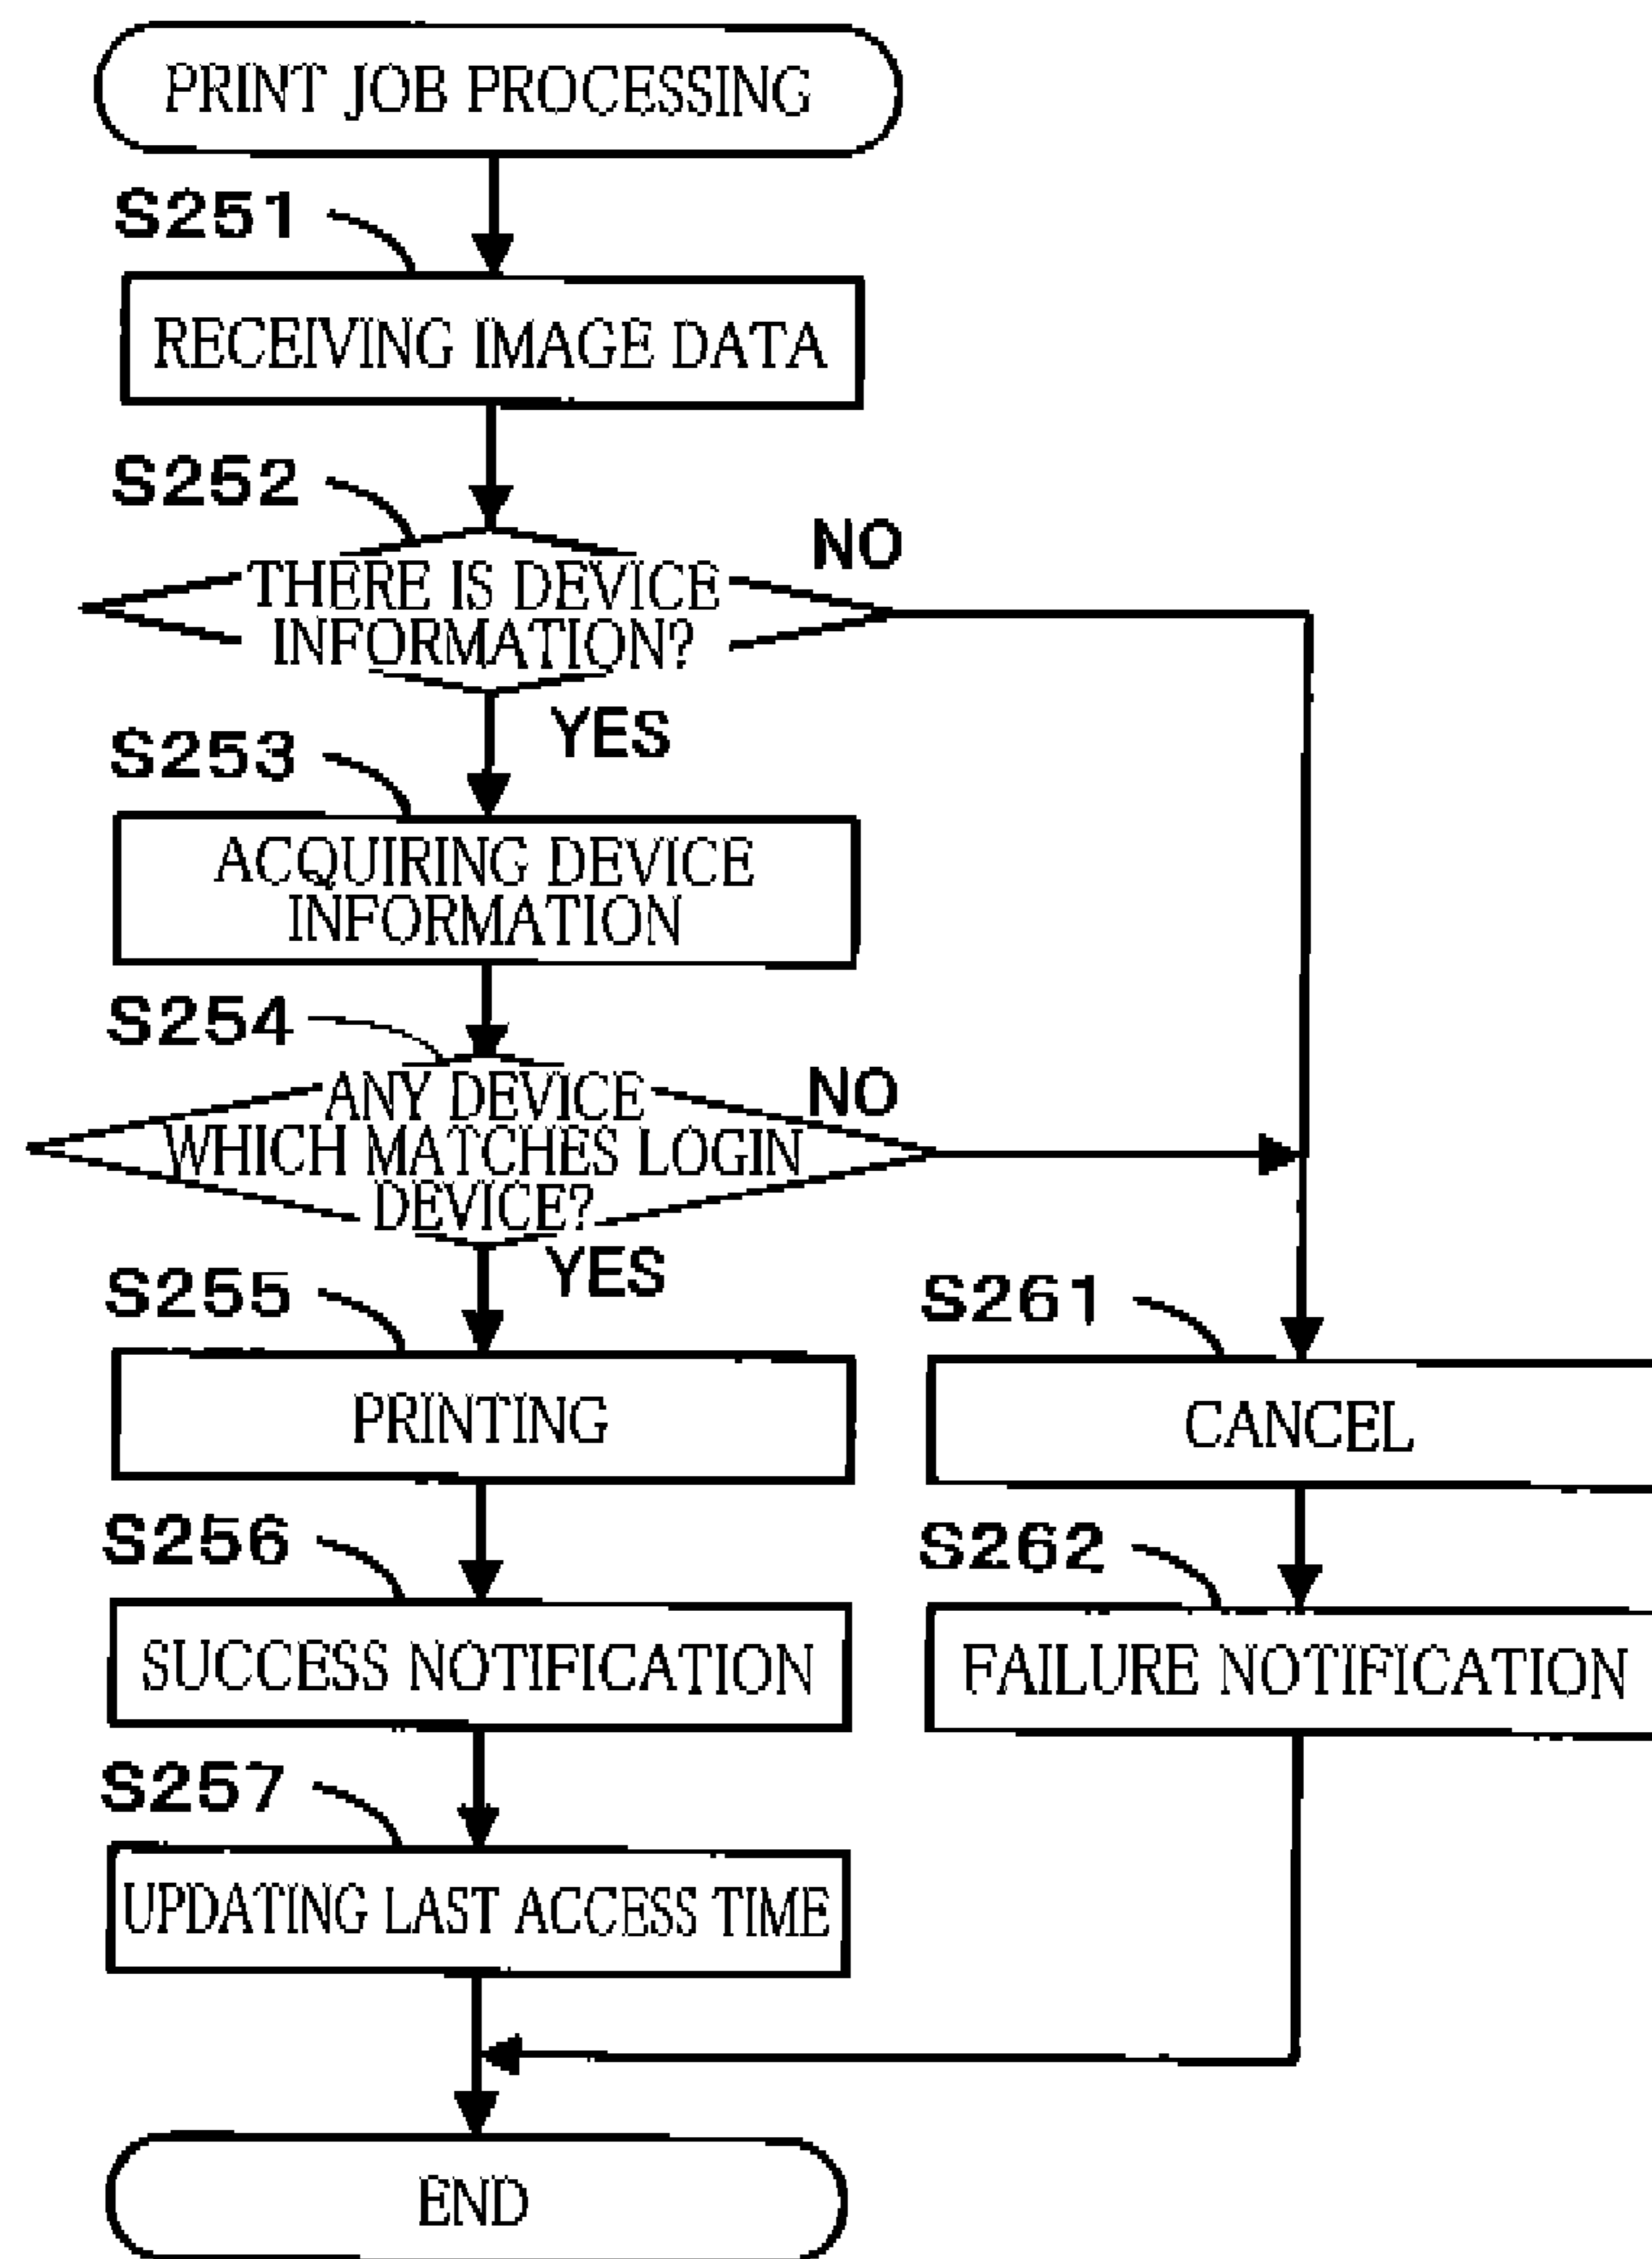 PRINT JOB PROCESSING
S251
RECEIVING IMAGE DATA
S252
THERE IS DEVICE
INFORMATION?
NO
YES
S253
ACQUIRING DEVICE
INFORMATION
S254
ANY DEVICE
WHICH MATCHES LOGIN
DEVICE?
NO
YES
S255
PRINTING
S261
CANCEL
S256
SUCCESS NOTIFICATION
S262
FAILURE NOTIFICATION
S257
UPDATING LAST ACCESS TIME
END